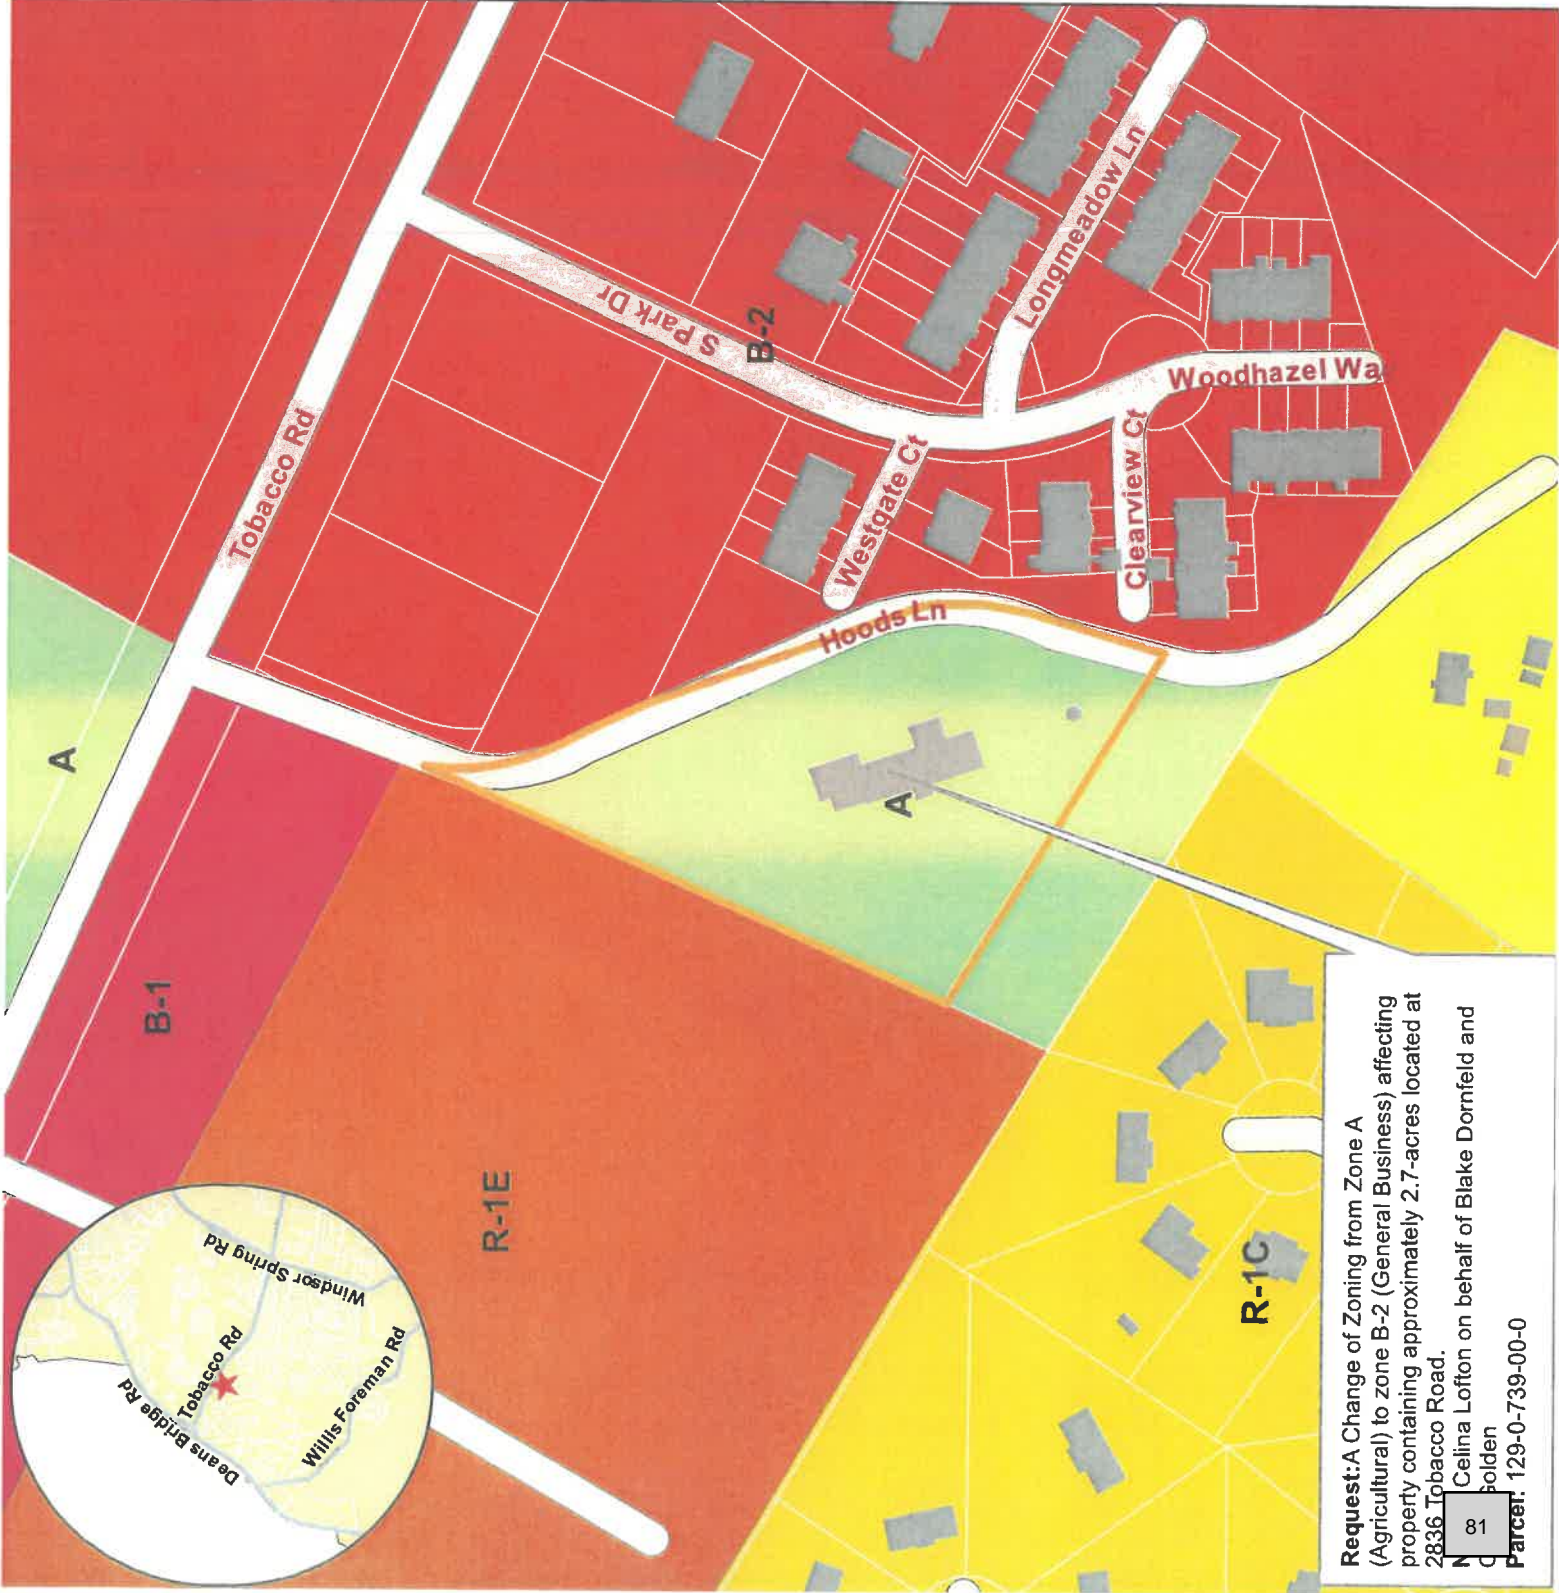 A
Tobacco Rd
B-1
S Park Dr
B-2
Longmeadow Ln
Woodhazel Wa
Westgate Ct
Clearview Ct
Hoods Ln
A
R-1E
R-1C
Windsor Spring Rd
Tobacco Rd
Deans Bridge Rd
Willis Foreman Rd
Request:A Change of Zoning from Zone A
(Agricultural) to zone B-2 (General Business) affecting
property containing approximately 2.7-acres located at
2836 Tobacco Road.
Celina Lofton on behalf of Blake Dornfeld and
Golden
Parcel: 129-0-739-00-0
81